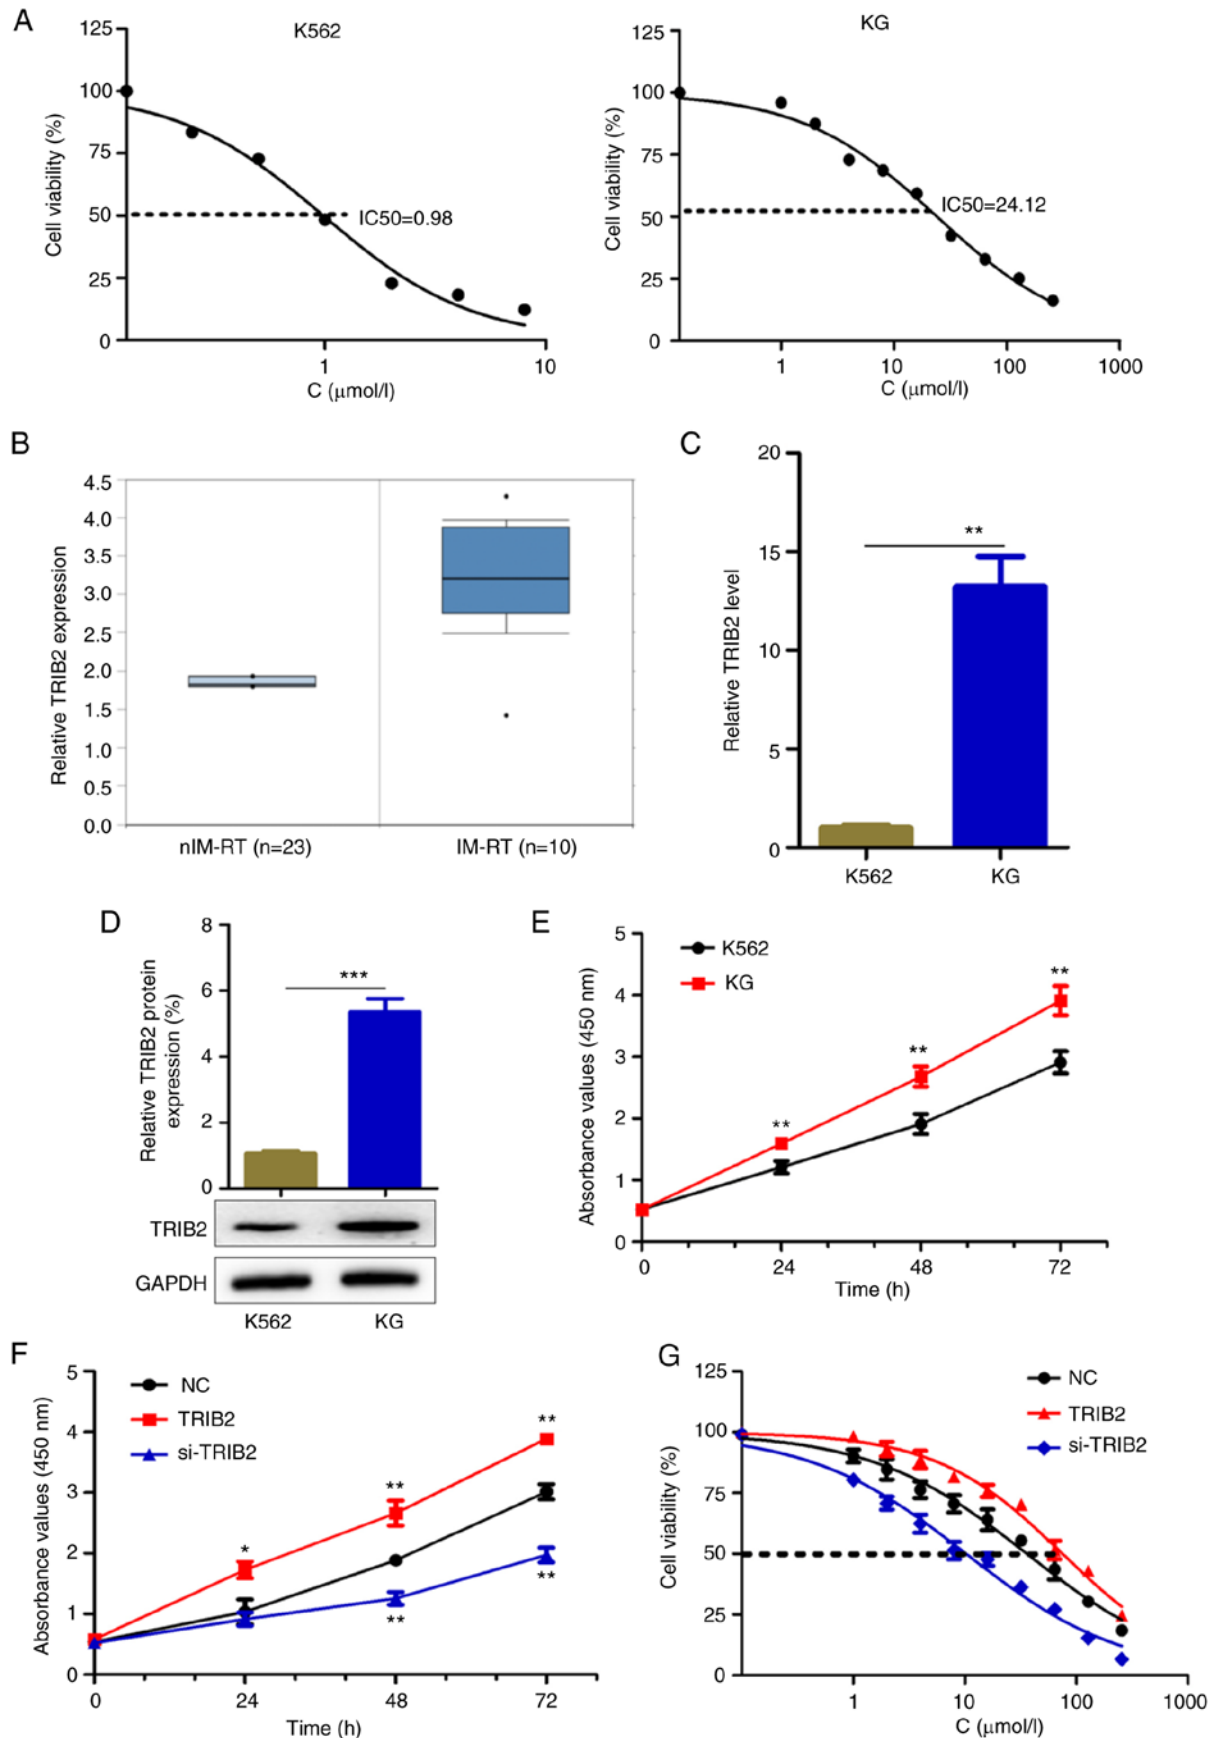 A
K562
125
100
75
50
25
0
Cell viability (%)
IC50=0.98
1
10
C (μmol/l)
KG
125
100
75
50
25
0
Cell viability (%)
IC50=24.12
1
10
100
1000
C (μmol/l)
B
4.5
4.0
3.5
3.0
2.5
2.0
1.5
1.0
0.5
0.0
Relative TRIB2 expression
nIM-RT (n=23)
IM-RT (n=10)
C
20
15
10
5
0
Relative TRIB2 level
**
K562
KG
D
8
6
4
2
0
Relative TRIB2 protein
expression (%)
***
TRIB2
GAPDH
K562
KG
E
5
4
3
2
1
0
Absorbance values (450 nm)
K562
KG
**
**
**
0
24
48
72
Time (h)
F
5
4
3
2
1
0
Absorbance values (450 nm)
NC
TRIB2
si-TRIB2
*
**
**
**
**
0
24
48
72
Time (h)
G
125
100
75
50
25
0
Cell viability (%)
NC
TRIB2
si-TRIB2
1
10
100
1000
C (μmol/l)